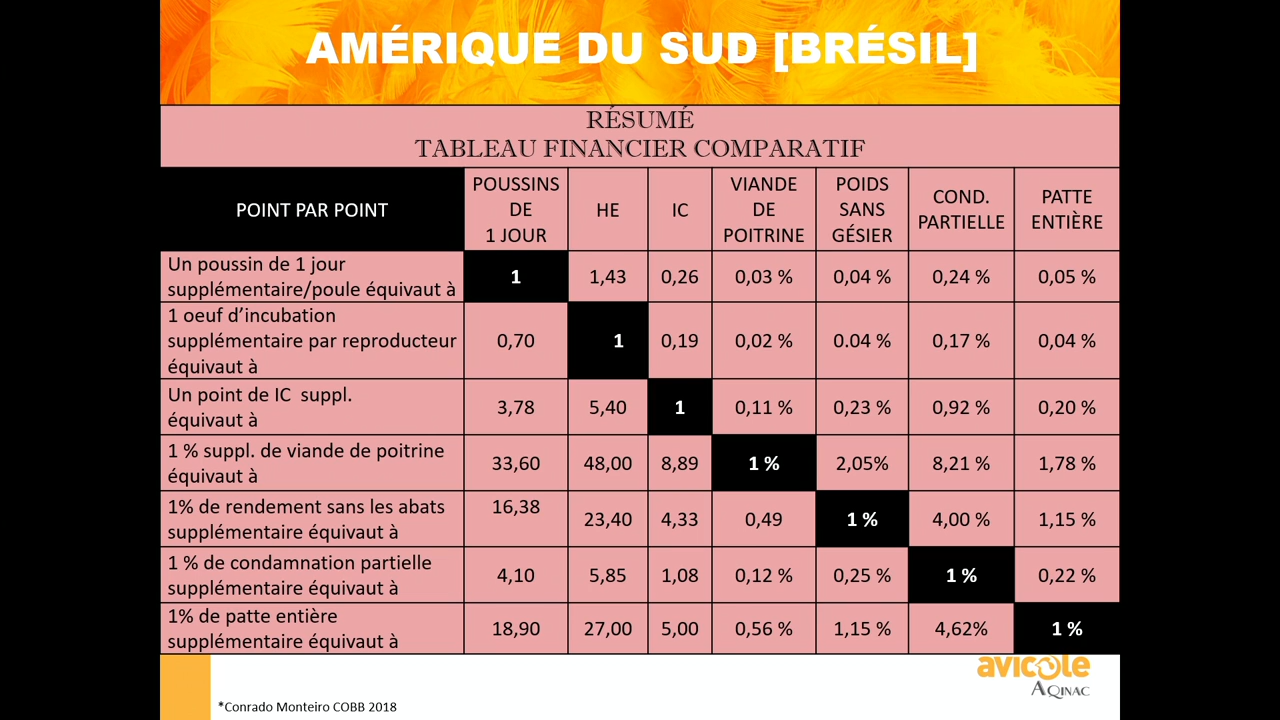 AMÉRIQUE DU SUD [BRÉSIL]
RÉSUMÉ
TABLEAU FINANCIER COMPARATIF
POINT PAR POINT
POUSSINS
DE
1 JOUR
HE
IC
VIANDE
DE
POITRINE
POIDS
SANS
GÉSIER
COND.
PARTIELLE
PATTE
ENTIÈRE
Un poussin de 1 jour
supplémentaire/poule équivaut à
1
1,43
0,26
0,03 %
0,04 %
0,24 %
0,05 %
1 oeuf d’incubation
supplémentaire par reproducteur
équivaut à
0,70
1
0,19
0,02 %
0.04 %
0,17 %
0,04 %
Un point de IC suppl.
équivaut à
3,78
5,40
1
0,11 %
0,23 %
0,92 %
0,20 %
1 % suppl. de viande de poitrine
équivaut à
33,60
48,00
8,89
1 %
2,05%
8,21 %
1,78 %
1% de rendement sans les abats
supplémentaire équivaut à
16,38
23,40
4,33
0,49
1 %
4,00 %
1,15 %
1 % de condamnation partielle
supplémentaire équivaut à
4,10
5,85
1,08
0,12 %
0,25 %
1 %
0,22 %
1% de patte entière
supplémentaire équivaut à
18,90
27,00
5,00
0,56 %
1,15 %
4,62%
1 %
avicole
AQINAC
*Conrado Monteiro COBB 2018